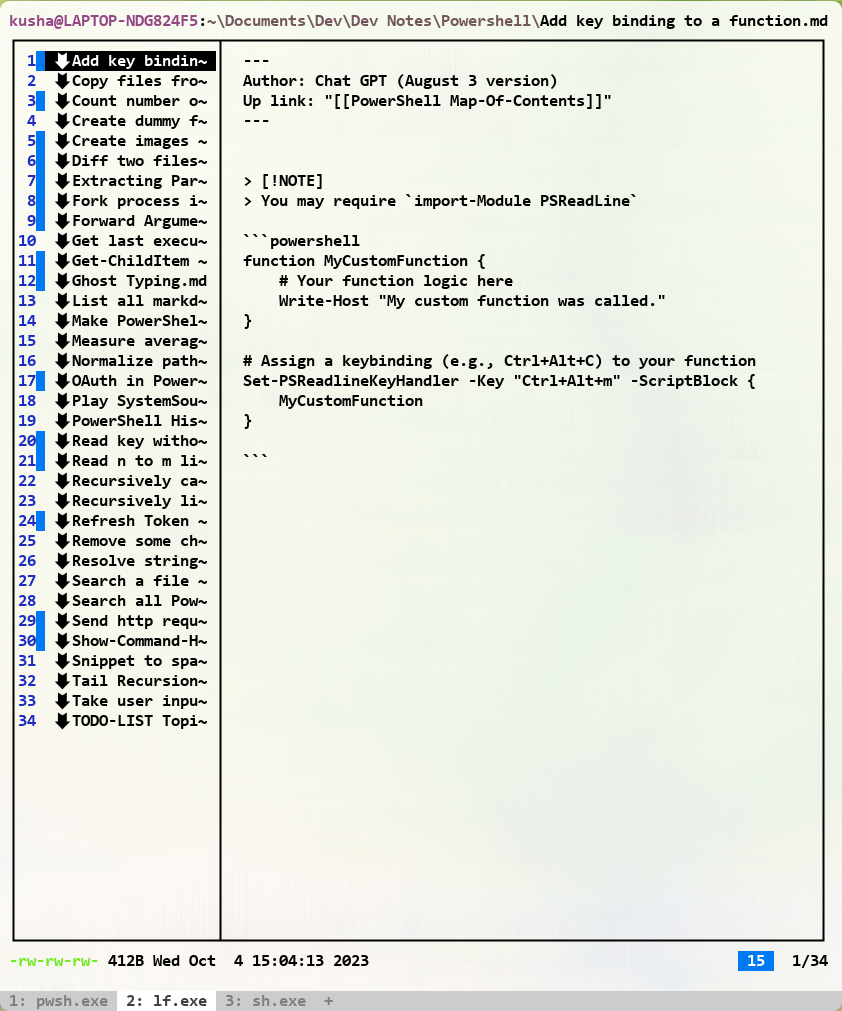 kusha@LAPTOP-NDG824F5:~\Documents\Dev\Dev Notes\Powershell\Add key binding to a function.md
1 Add key bindin~
2 Copy files fro~
3 Count number o~
4 Create dummy f~
5 Create images ~
6 Diff two files~
7 Extracting Par~
8 Fork process i~
9 Forward Argume~
10 Get last execu~
11 Get-ChildItem ~
12 Ghost Typing.md
13 List all markd~
14 Make PowerShel~
15 Measure averag~
16 Normalize path~
17 OAuth in Power~
18 Play SystemSou~
19 PowerShell His~
20 Read key witho~
21 Read n to m li~
22 Recursively ca~
23 Recursively li~
24 Refresh Token ~
25 Remove some ch~
26 Resolve string~
27 Search a file ~
28 Search all Pow~
29 Send http requ~
30 Show-Command-H~
31 Snippet to spa~
32 Tail Recursion~
33 Take user inpu~
34 TODO-LIST Topi~
---
Author: Chat GPT (August 3 version)
Up link: "[[PowerShell Map-Of-Contents]]"
---
> [!NOTE]
> You may require `import-Module PSReadLine`
```powershell
function MyCustomFunction {
    # Your function logic here
    Write-Host "My custom function was called."
}
# Assign a keybinding (e.g., Ctrl+Alt+C) to your function
Set-PSReadlineKeyHandler -Key "Ctrl+Alt+m" -ScriptBlock {
    MyCustomFunction
}
```
-rw-rw-rw- 412B Wed Oct  4 15:04:13 2023 15 1/34
1: pwsh.exe 2: lf.exe 3: sh.exe +